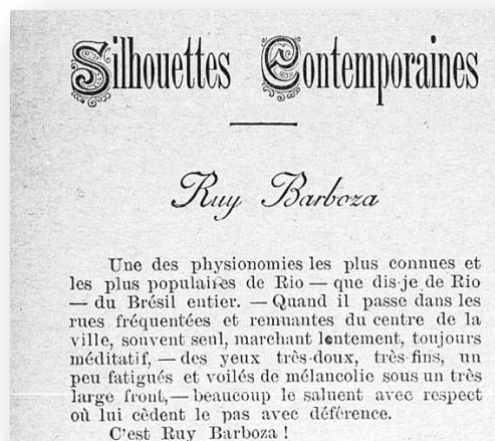 Silhouettes Contemporaines
Ruy Barboza
Une des physionomies les plus connues et
les plus populaires de Rio — que dis-je de Rio
— du Brésil entier. — Quand il passe dans les
rues fréquentées et remuantes du centre de la
ville, souvent seul, marchant lentement, toujours
méditatif, — des yeux très-doux, très-fins, un
peu fatigués et voilés de mélancolie sous un très
large front, — beaucoup le saluent avec respect
où lui cèdent le pas avec déférence.
C'est Ruy Barboza !